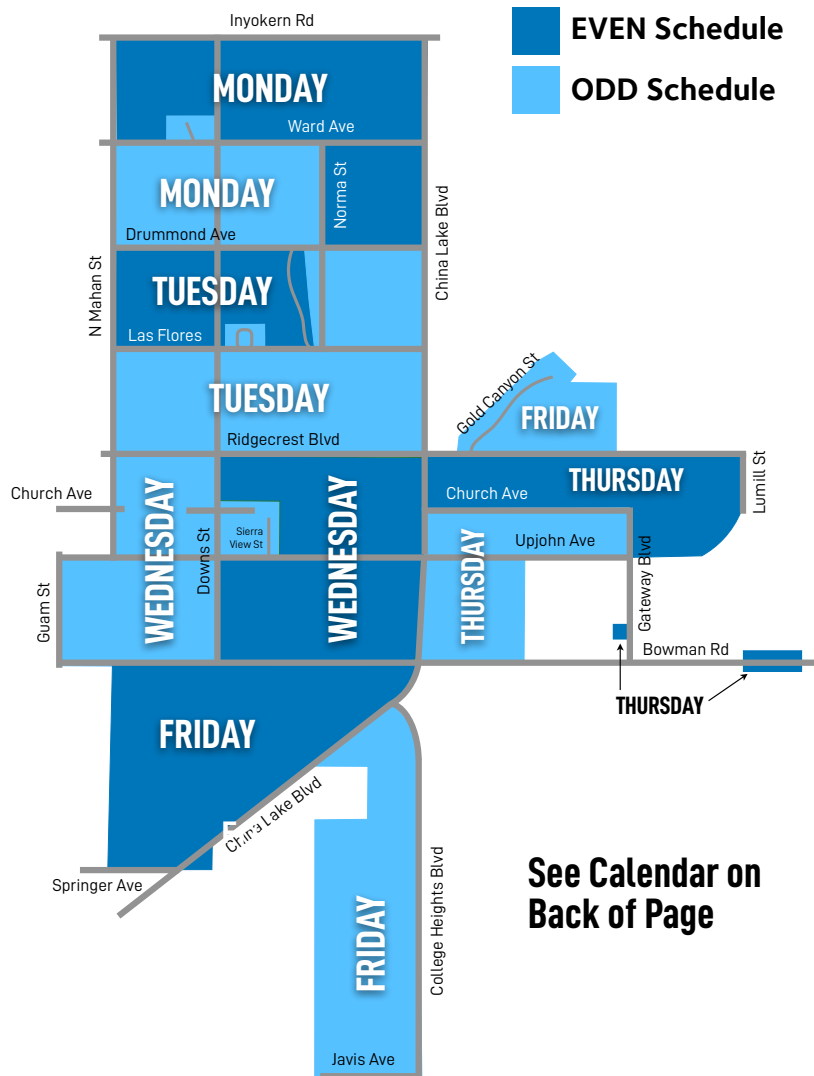 Inyokern Rd
EVEN Schedule
ODD Schedule
MONDAY
Ward Ave
MONDAY
Norma St
Drummond Ave
N Mahan St
China Lake Blvd
TUESDAY
Las Flores
TUESDAY
Ridgecrest Blvd
Gold Canyon St
FRIDAY
Church Ave
WEDNESDAY
Downs St
Sierra
View St
WEDNESDAY
Church Ave
THURSDAY
Lumill St
Upjohn Ave
THURSDAY
Gateway Blvd
Guam St
Bowman Rd
THURSDAY
FRIDAY
China Lake Blvd
Springer Ave
FRIDAY
College Heights Blvd
Javis Ave
See Calendar on
Back of Page